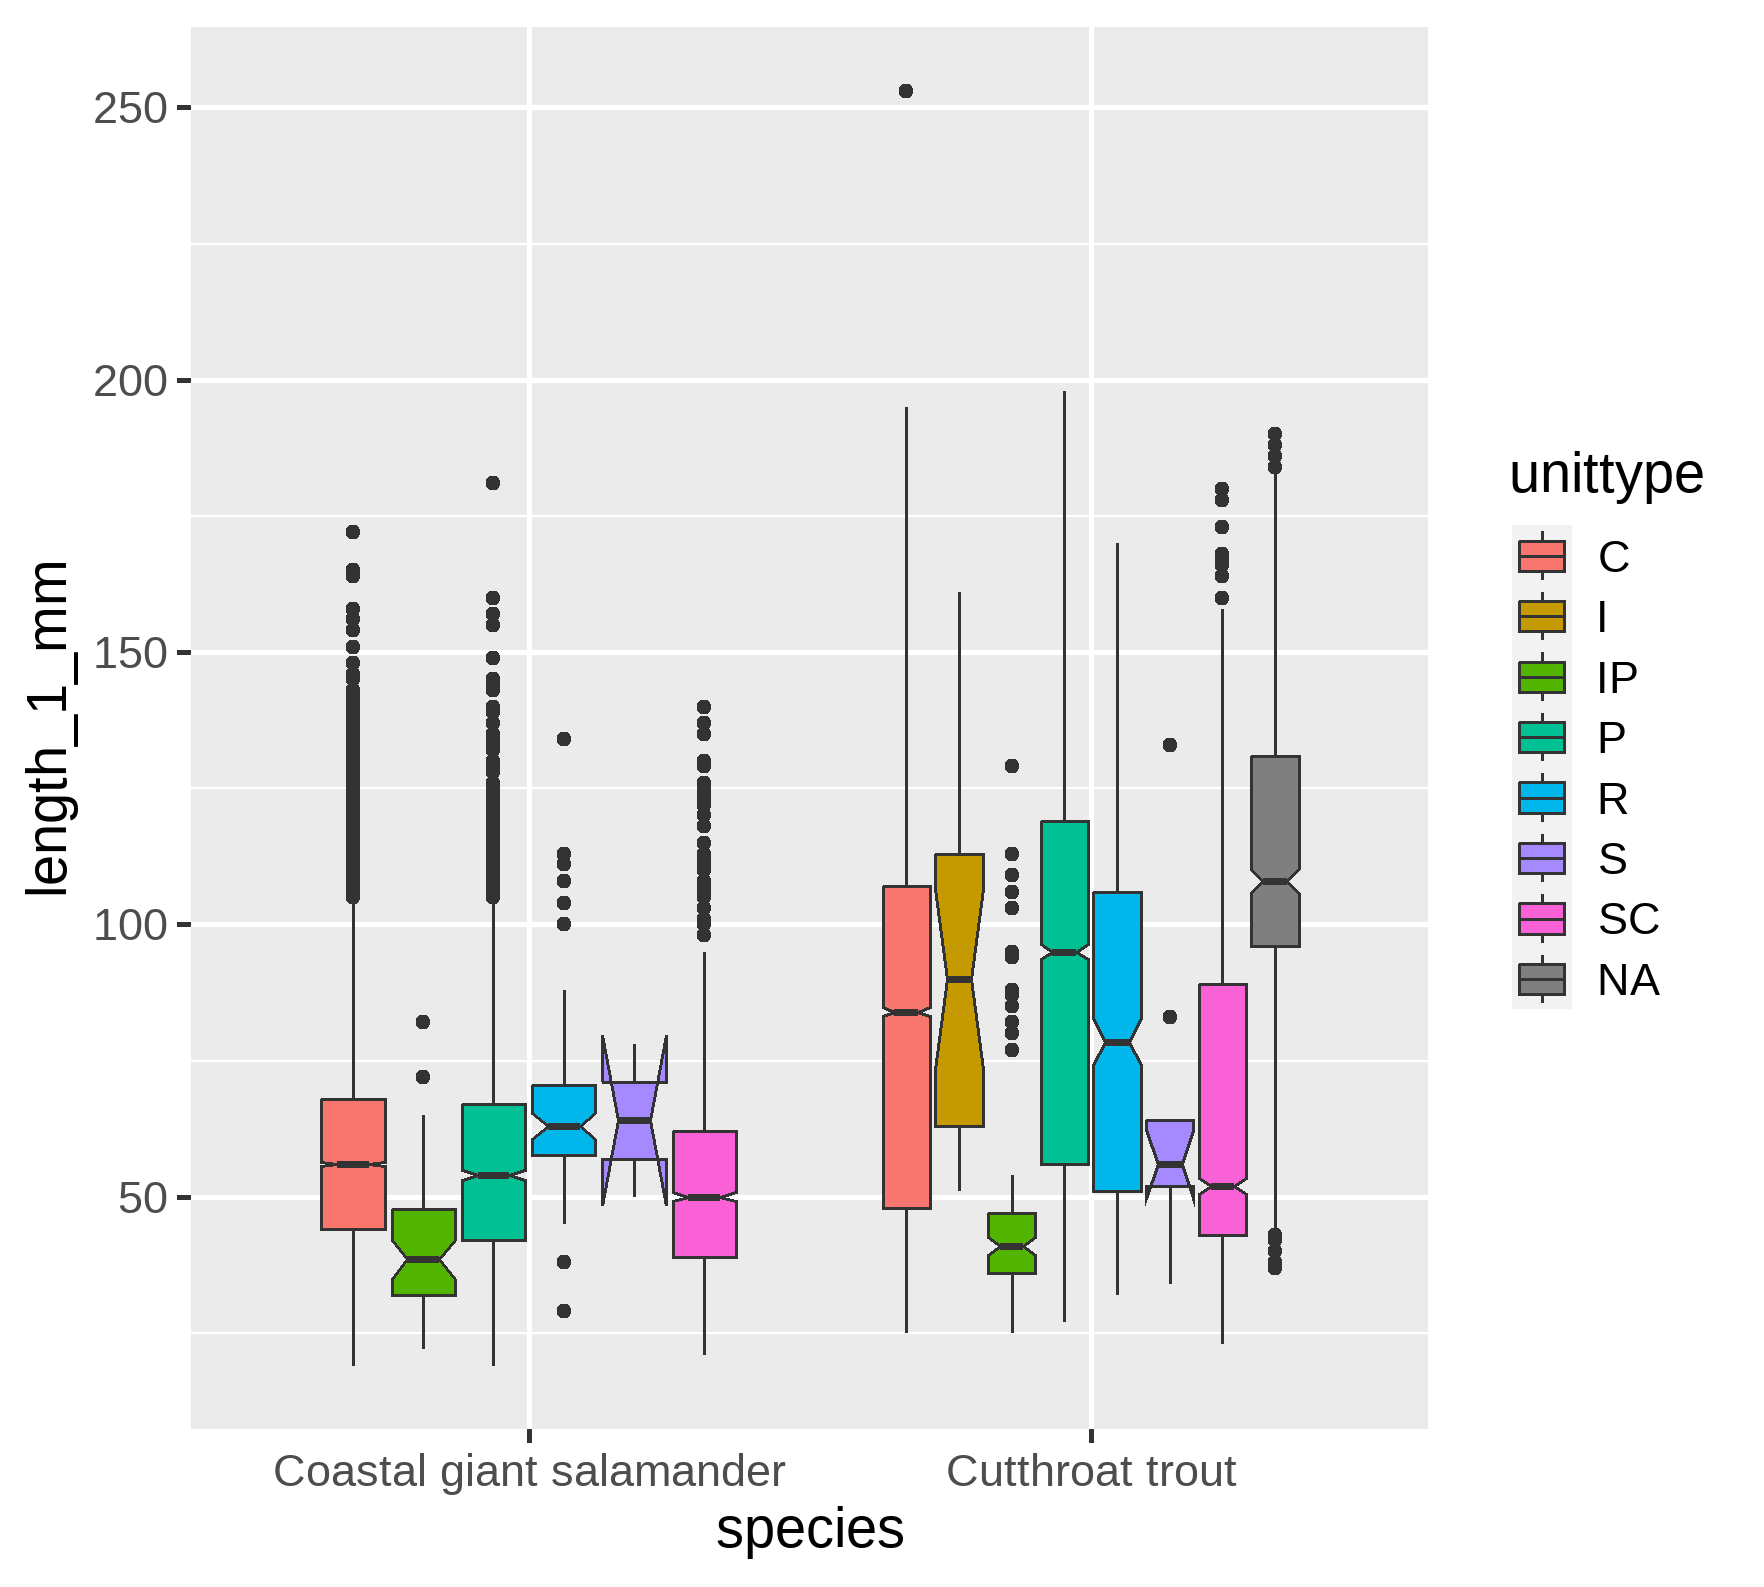 250
200
150
100
50
length_1_mm
Coastal giant salamander
Cutthroat trout
species
unittype
C
I
IP
P
R
S
SC
NA